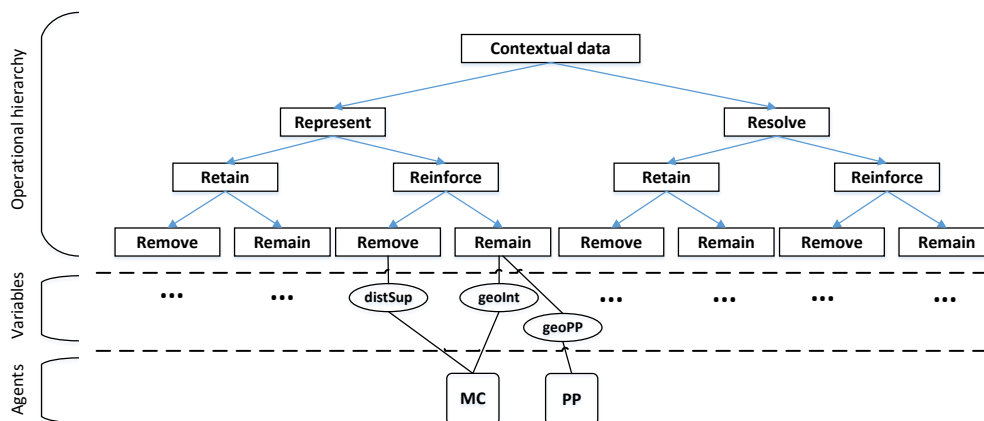 Operational hierarchy
Contextual data
Represent
Resolve
Retain
Reinforce
Retain
Reinforce
Remove
Remain
Remove
Remain
Remove
Remain
Remove
Remain
Variables
...
...
distSup
geoInt
geoPP
...
...
...
...
Agents
MC
PP